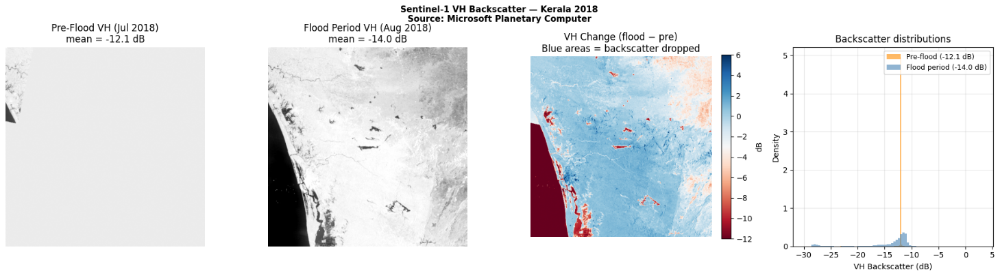 Sentinel-1 VH Backscatter — Kerala 2018
Source: Microsoft Planetary Computer
Pre-Flood VH (Jul 2018)
mean = -12.1 dB
Flood Period VH (Aug 2018)
mean = -14.0 dB
VH Change (flood − pre)
Blue areas = backscatter dropped
6
4
2
0
−2
−4
−6
−8
−10
−12
dB
Backscatter distributions
Pre-flood (-12.1 dB)
Flood period (-14.0 dB)
5
4
3
2
1
0
Density
−30
−25
−20
−15
−10
−5
0
5
VH Backscatter (dB)